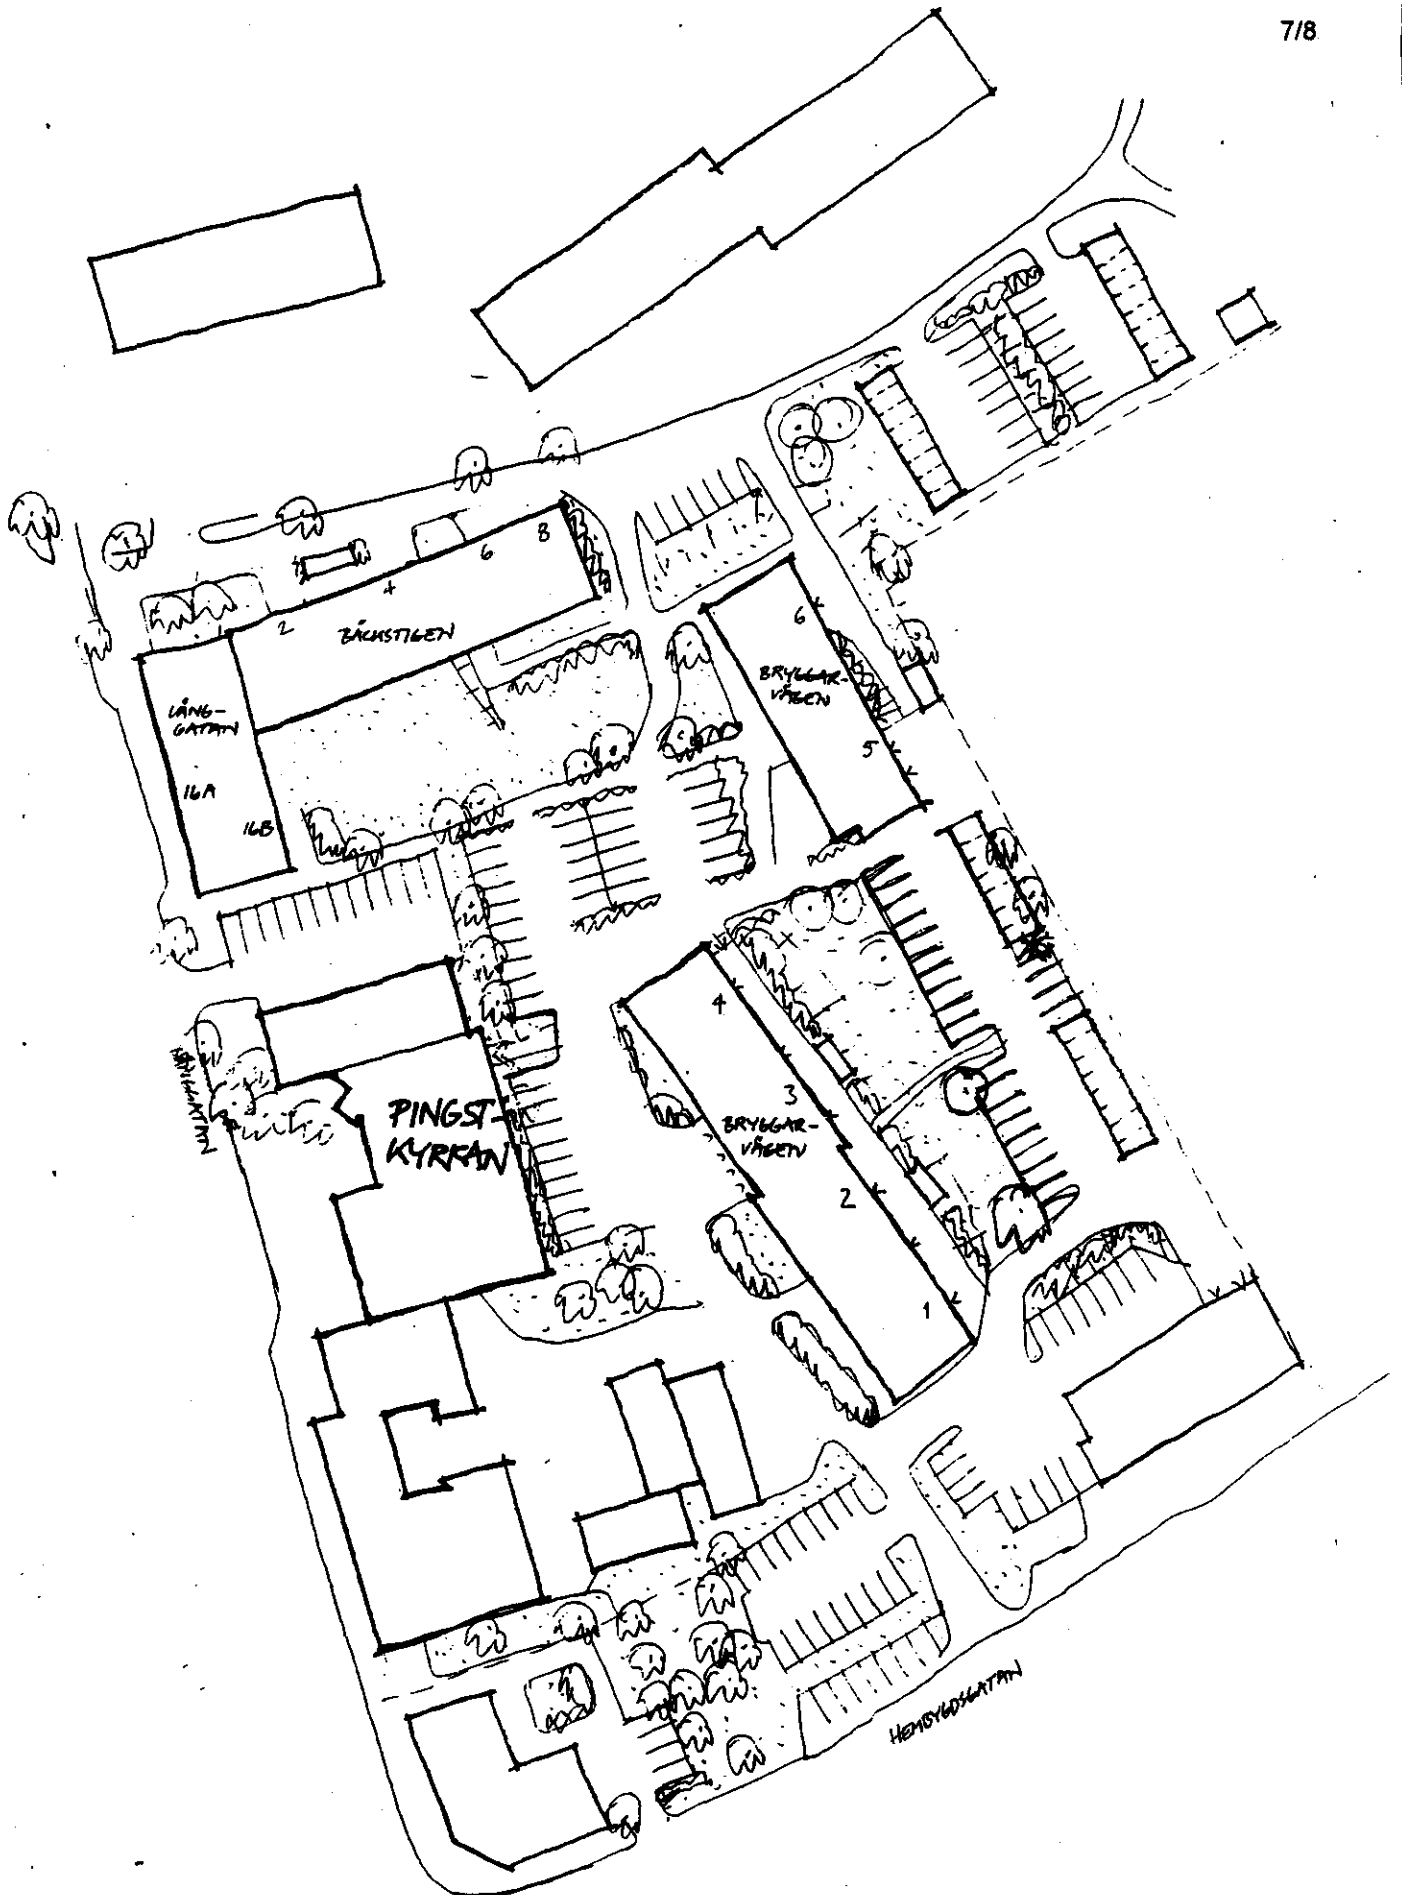 7/8
8
6
4
2
BÄCKSTIGEN
LÅNG-
GATAN
16A
16B
6
BRYGGAR-
VÄGEN
5
LÅNGGATAN
PINGST-
KYRKAN
4
3
BRYGGAR-
VÄGEN
2
1
HEMBYGDSGATAN